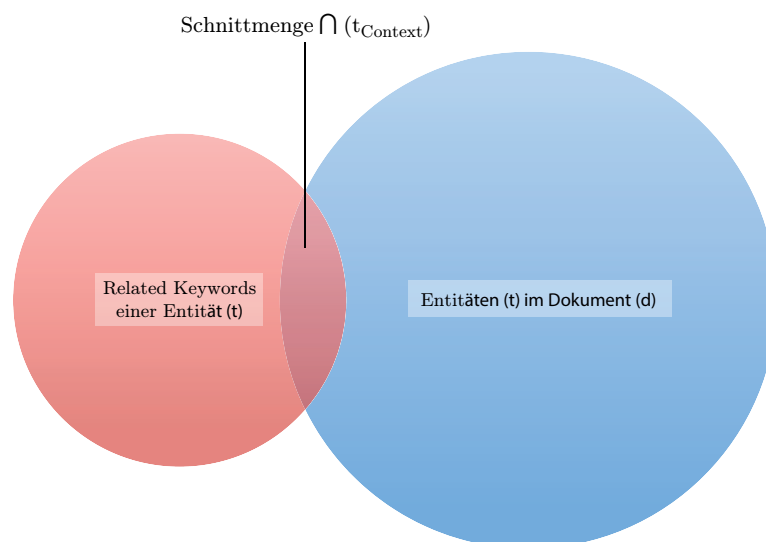 Schnittmenge ⋂ (t_Context)
Related Keywords
einer Entität (t)
Entitäten (t) im Dokument (d)